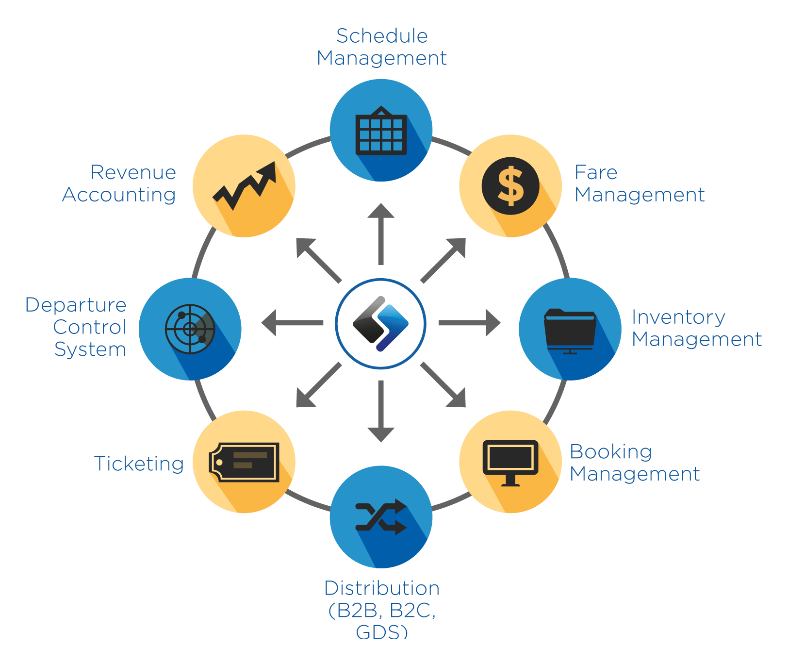 Schedule
Management
Fare
Management
Inventory
Management
Booking
Management
Distribution
(B2B, B2C,
GDS)
Ticketing
Departure
Control
System
Revenue
Accounting